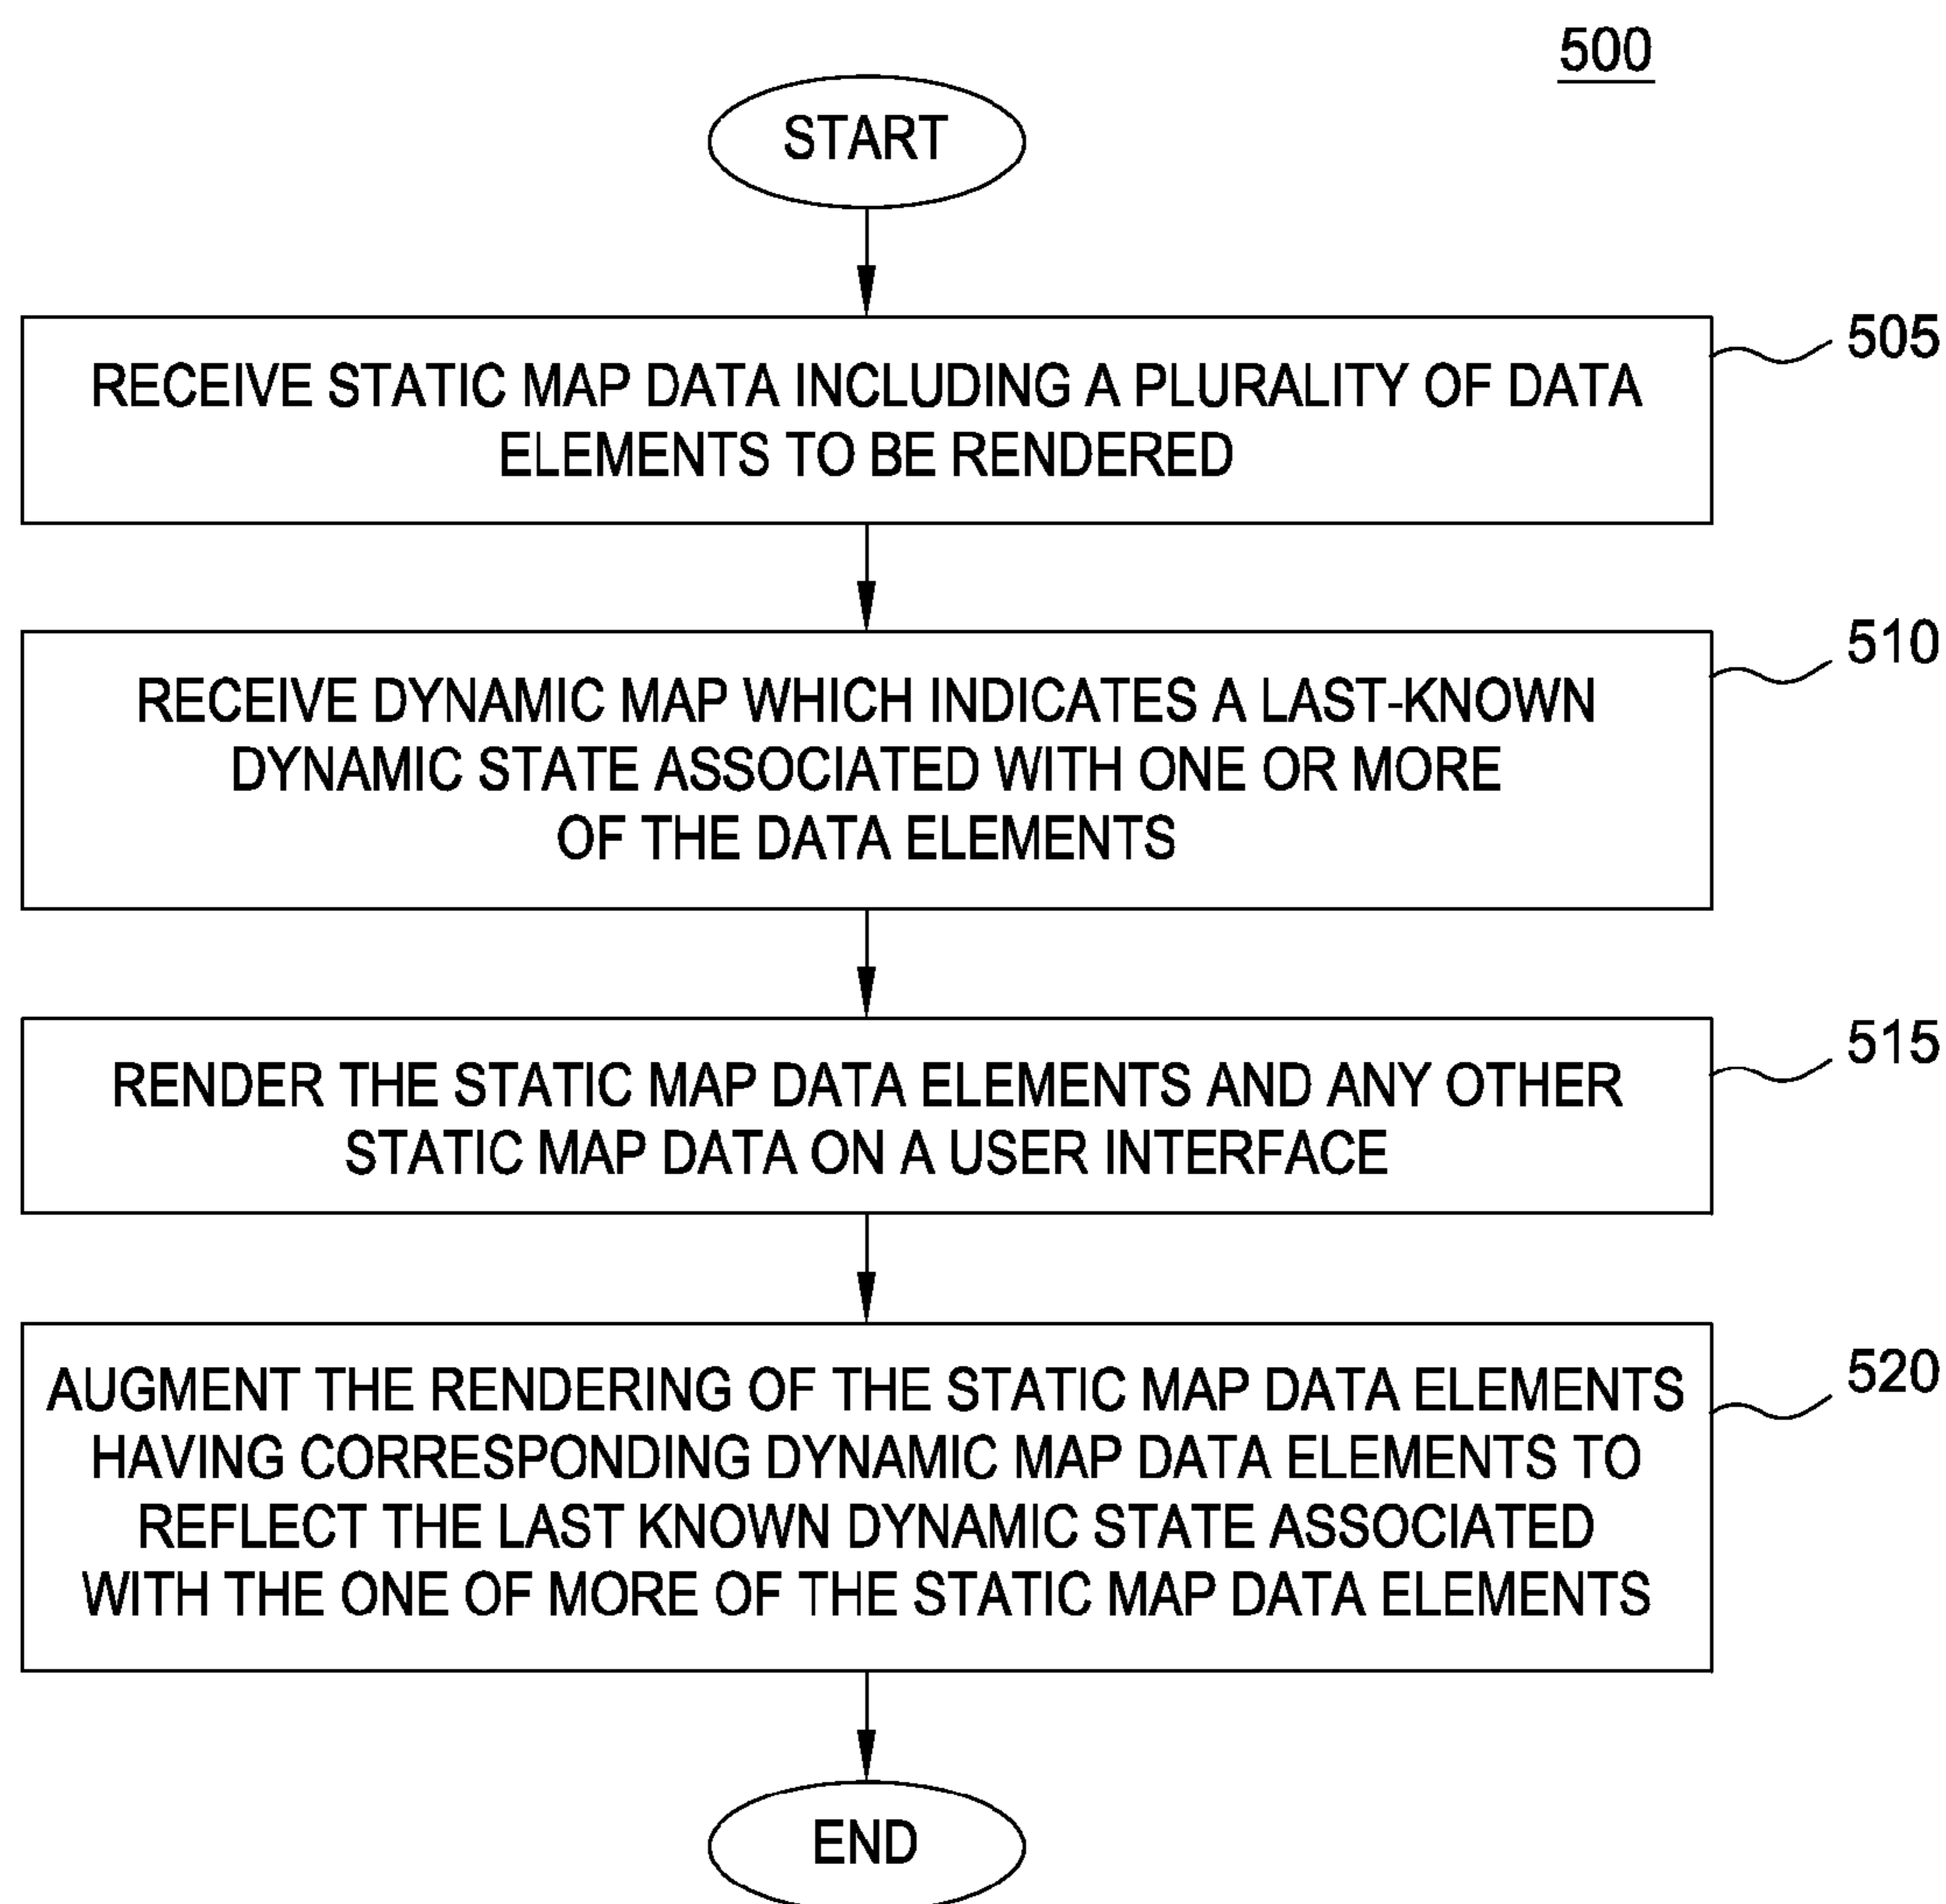 500
START
RECEIVE STATIC MAP DATA INCLUDING A PLURALITY OF DATA
ELEMENTS TO BE RENDERED
505
RECEIVE DYNAMIC MAP WHICH INDICATES A LAST-KNOWN
DYNAMIC STATE ASSOCIATED WITH ONE OR MORE
OF THE DATA ELEMENTS
510
RENDER THE STATIC MAP DATA ELEMENTS AND ANY OTHER
STATIC MAP DATA ON A USER INTERFACE
515
AUGMENT THE RENDERING OF THE STATIC MAP DATA ELEMENTS
HAVING CORRESPONDING DYNAMIC MAP DATA ELEMENTS TO
REFLECT THE LAST KNOWN DYNAMIC STATE ASSOCIATED
WITH THE ONE OF MORE OF THE STATIC MAP DATA ELEMENTS
520
END